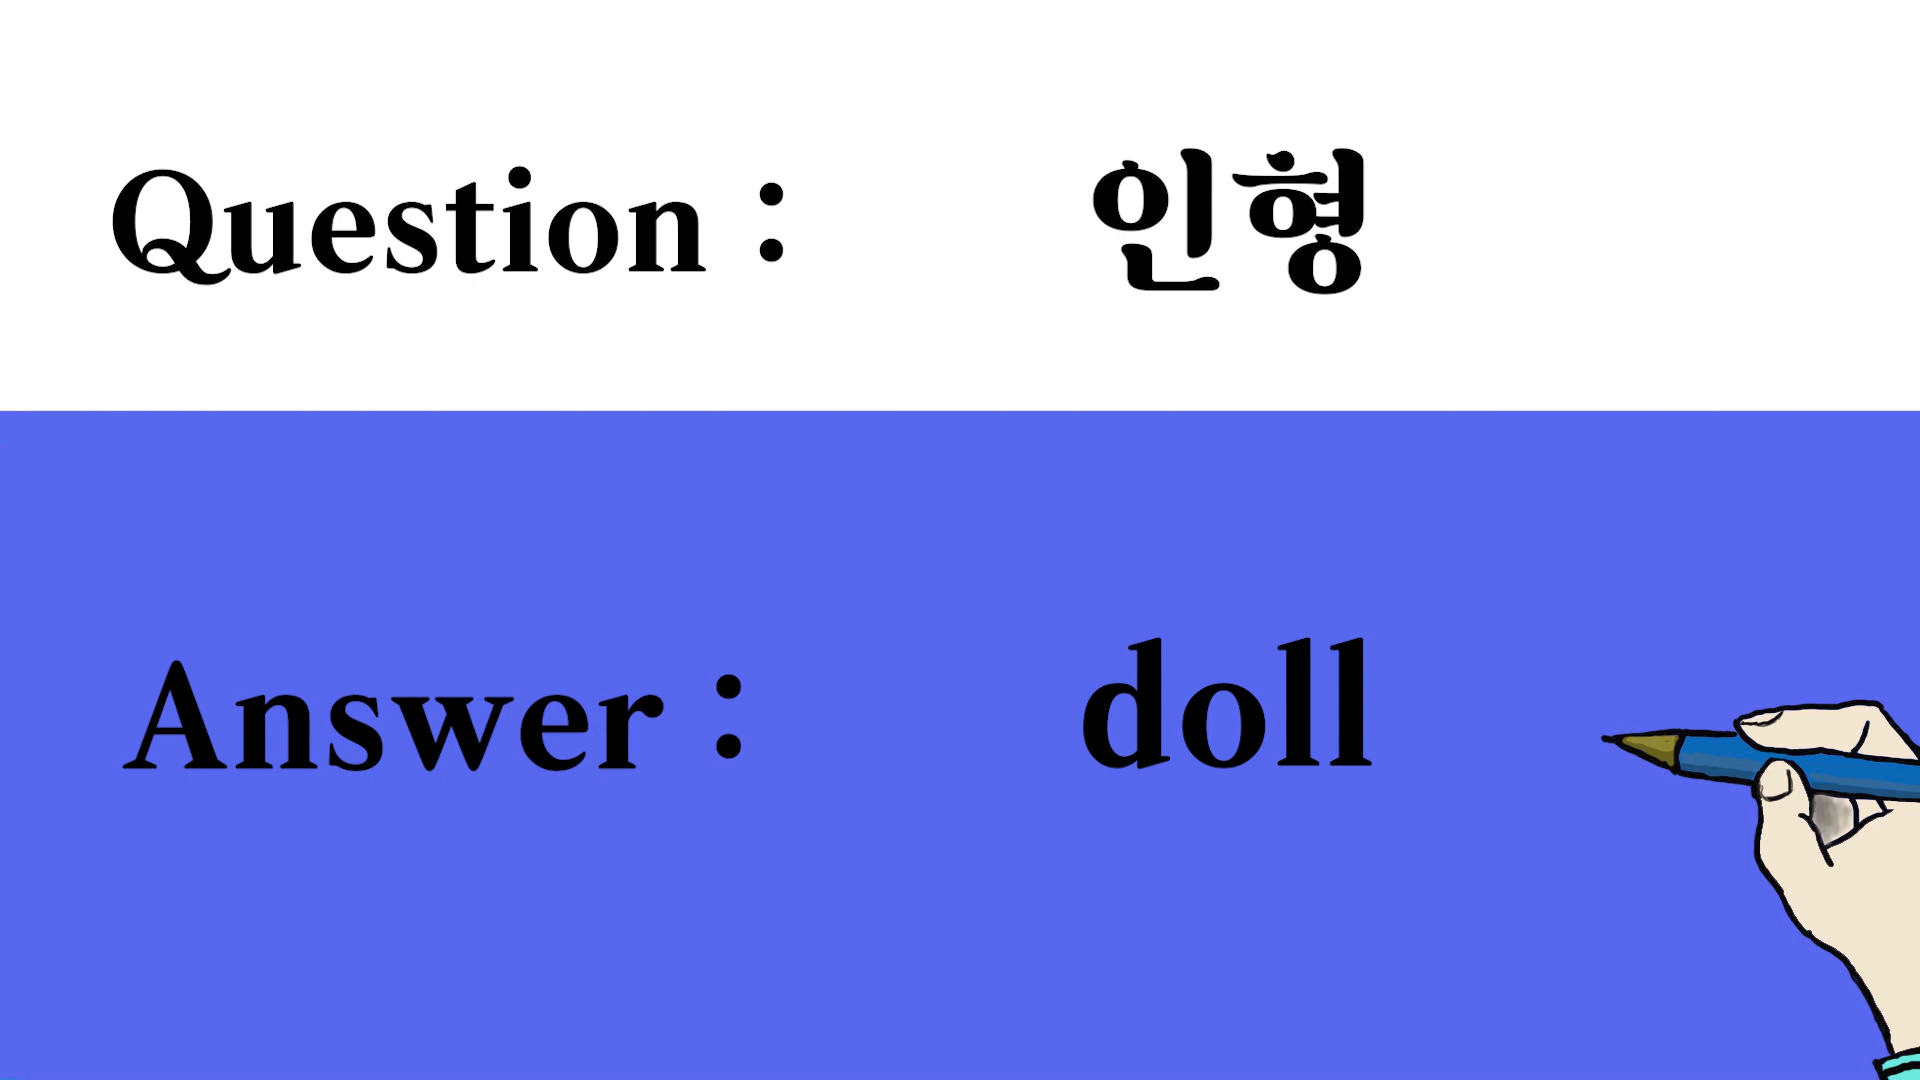 Question : 인형
Answer : doll